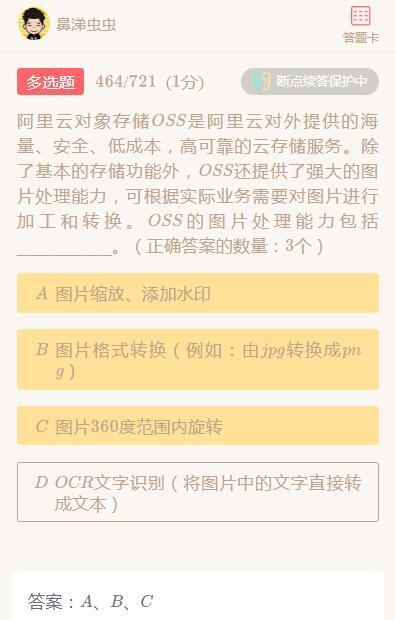 鼻涕虫虫
答题卡
多选题 464/721 (1分) 断点续答保护中
阿里云对象存储OSS是阿里云对外提供的海
量、安全、低成本，高可靠的云存储服务。除
了基本的存储功能外，OSS还提供了强大的图
片处理能力，可根据实际业务需要对图片进行
加工和转换。OSS的图片处理能力包括
__________。（正确答案的数量：3个）
A 图片缩放、添加水印
B 图片格式转换（例如：由jpg转换成pn
g）
C 图片360度范围内旋转
D OCR文字识别（将图片中的文字直接转
成文本）
答案：A、B、C